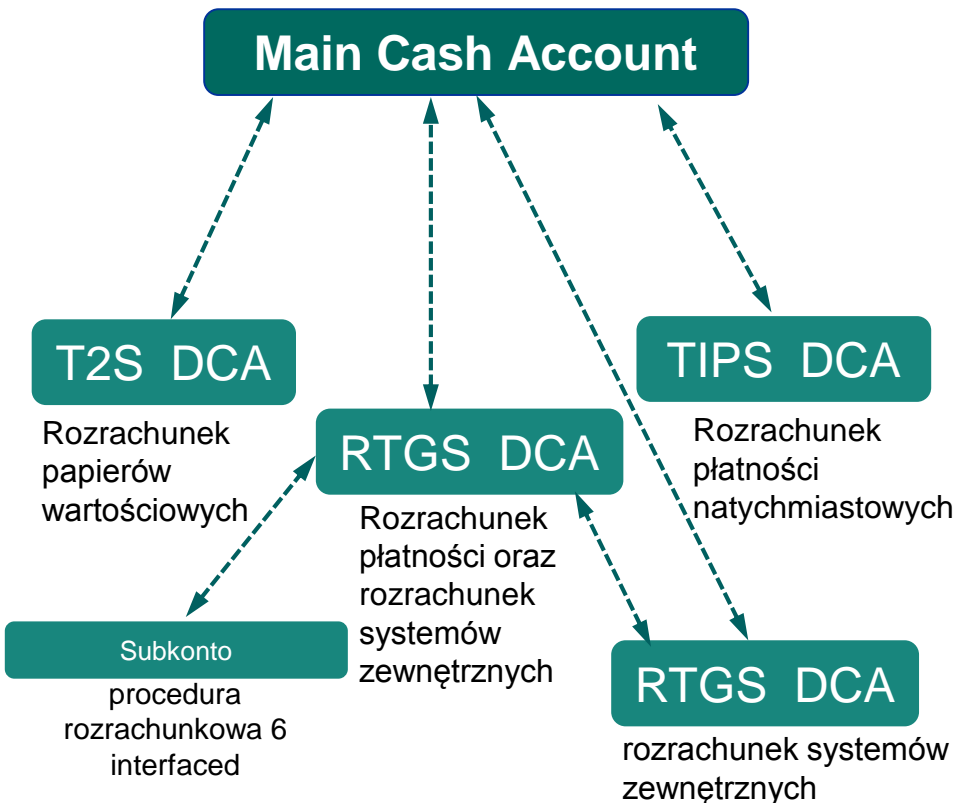 Main Cash Account
T2S DCA
Rozrachunek
papierów
wartościowych
RTGS DCA
Rozrachunek
płatności oraz
rozrachunek
systemów
zewnętrznych
TIPS DCA
Rozrachunek
płatności
natychmiastowych
Subkonto
procedura
rozrachunkowa 6
interfaced
RTGS DCA
rozrachunek systemów
zewnętrznych